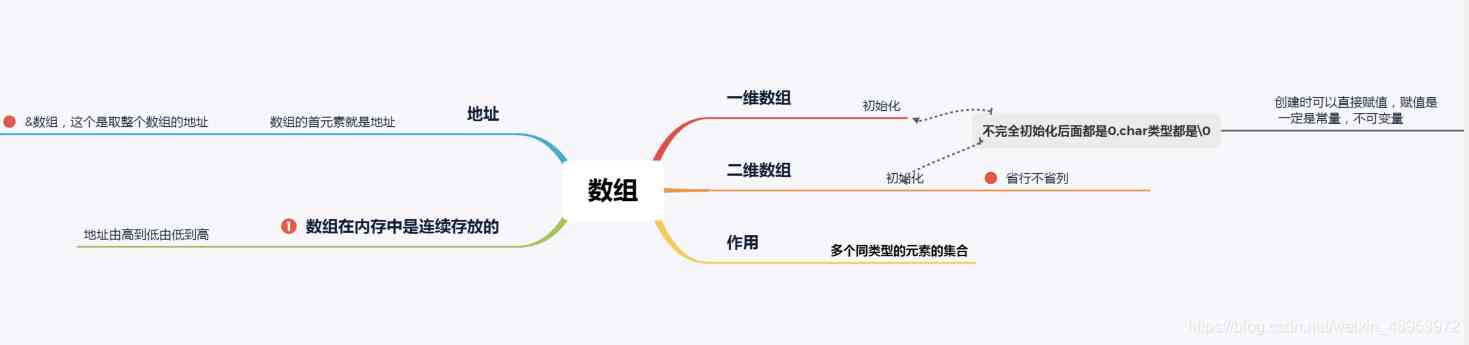 地址
&数组，这个是取整个数组的地址
数组的首元素就是地址
数组
1 数组在内存中是连续存放的
地址由高到低由低到高
一维数组
初始化
不完全初始化后面都是0,char类型都是\0
创建时可以直接赋值，赋值是
一定是常量，不可变量
二维数组
初始化
省行不省列
作用
多个同类型的元素的集合
https://blog.csdn.net/weixin_48953972